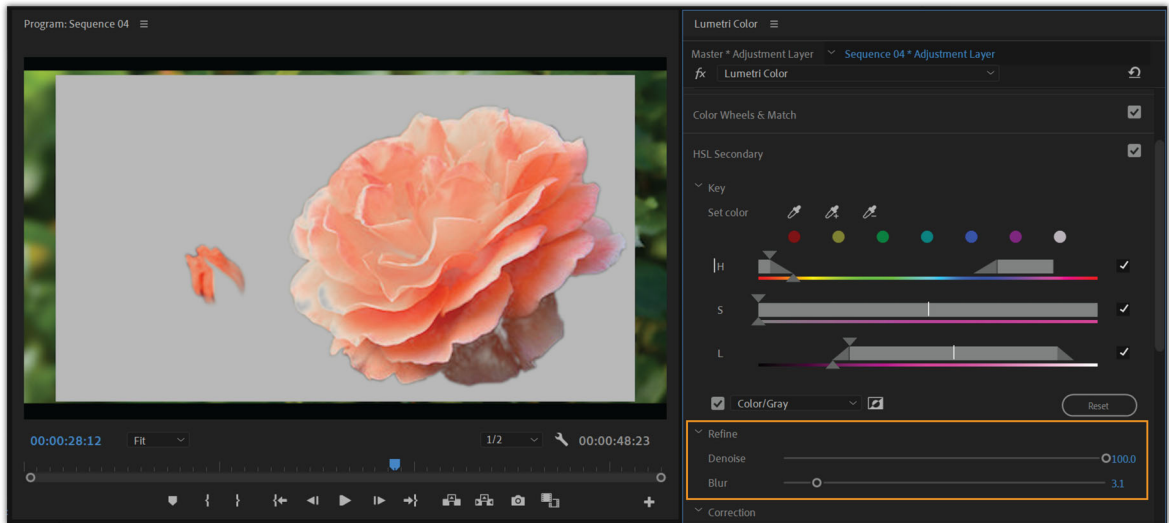 Program: Sequence 04
Lumetri Color
Master * Adjustment Layer
Sequence 04 * Adjustment Layer
fx Lumetri Color
Color Wheels & Match
HSL Secondary
Key
Set color
H
S
L
Color/Gray
Reset
Refine
Denoise 100.0
Blur 3.1
Correction
00:00:28:12 Fit 1/2 00:00:48:23